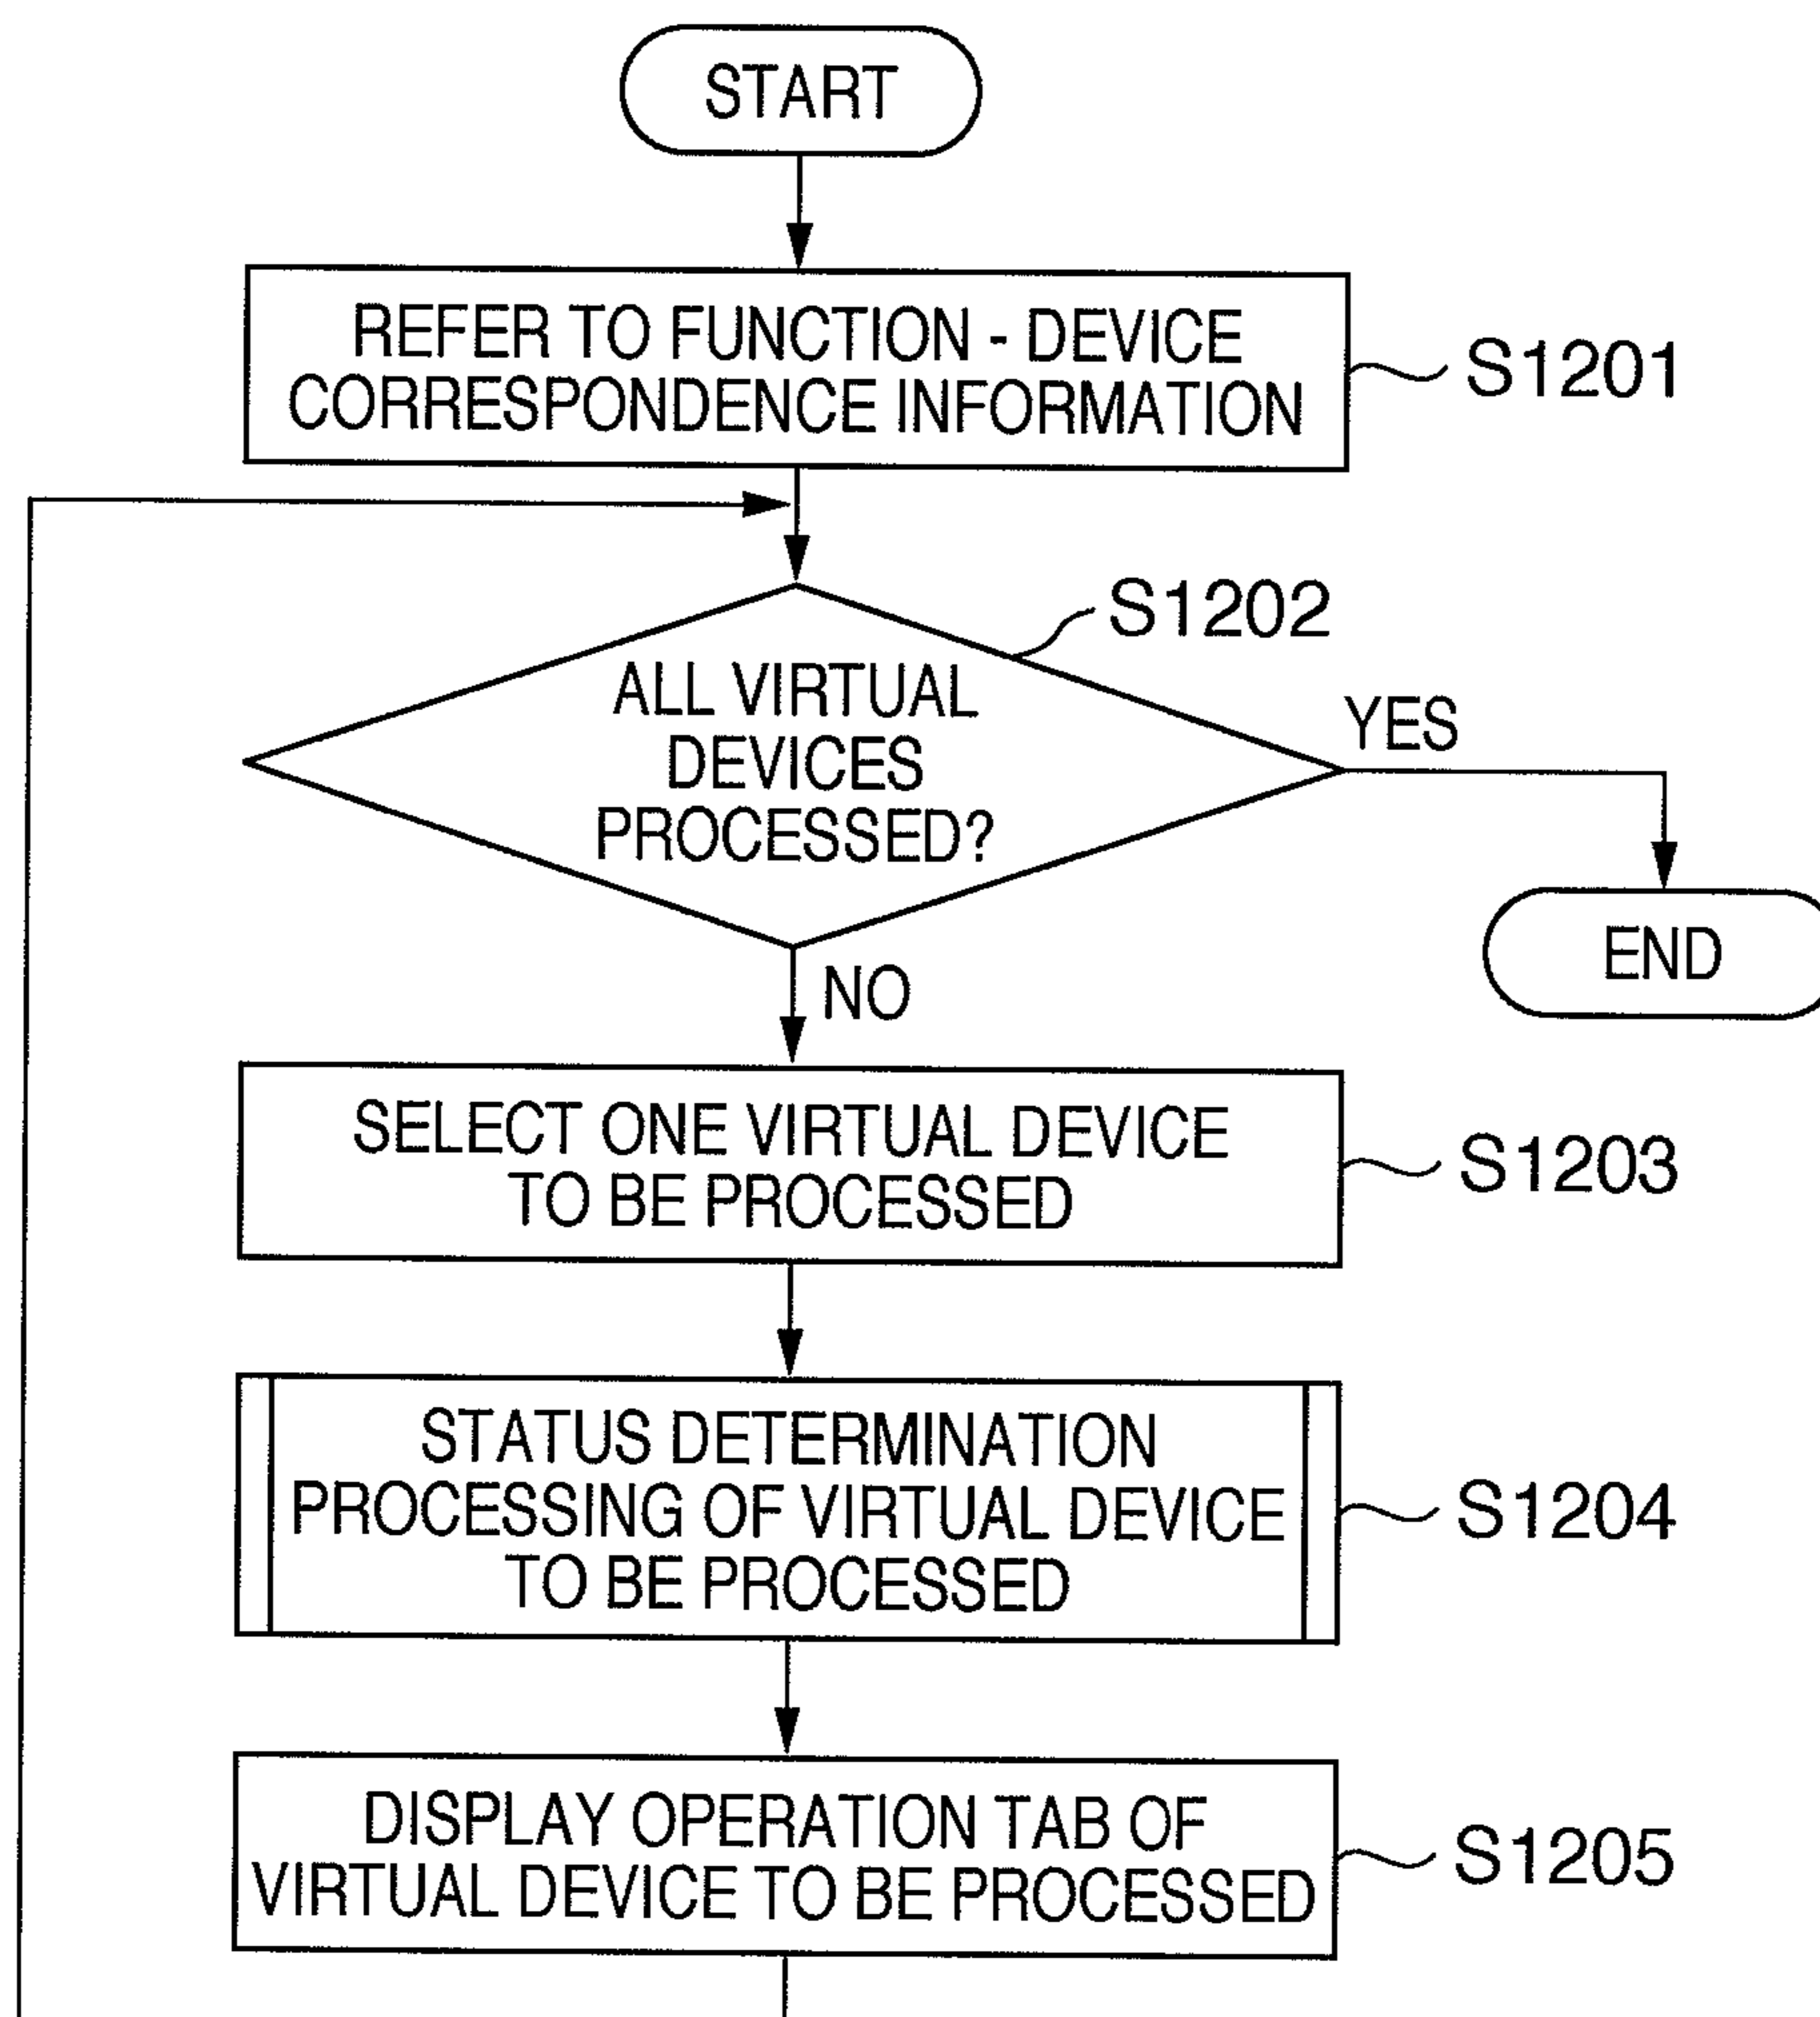 START
REFER TO FUNCTION - DEVICE
CORRESPONDENCE INFORMATION
S1201
S1202
ALL VIRTUAL
DEVICES
PROCESSED?
YES
END
NO
SELECT ONE VIRTUAL DEVICE
TO BE PROCESSED
S1203
STATUS DETERMINATION
PROCESSING OF VIRTUAL DEVICE
TO BE PROCESSED
S1204
DISPLAY OPERATION TAB OF
VIRTUAL DEVICE TO BE PROCESSED
S1205